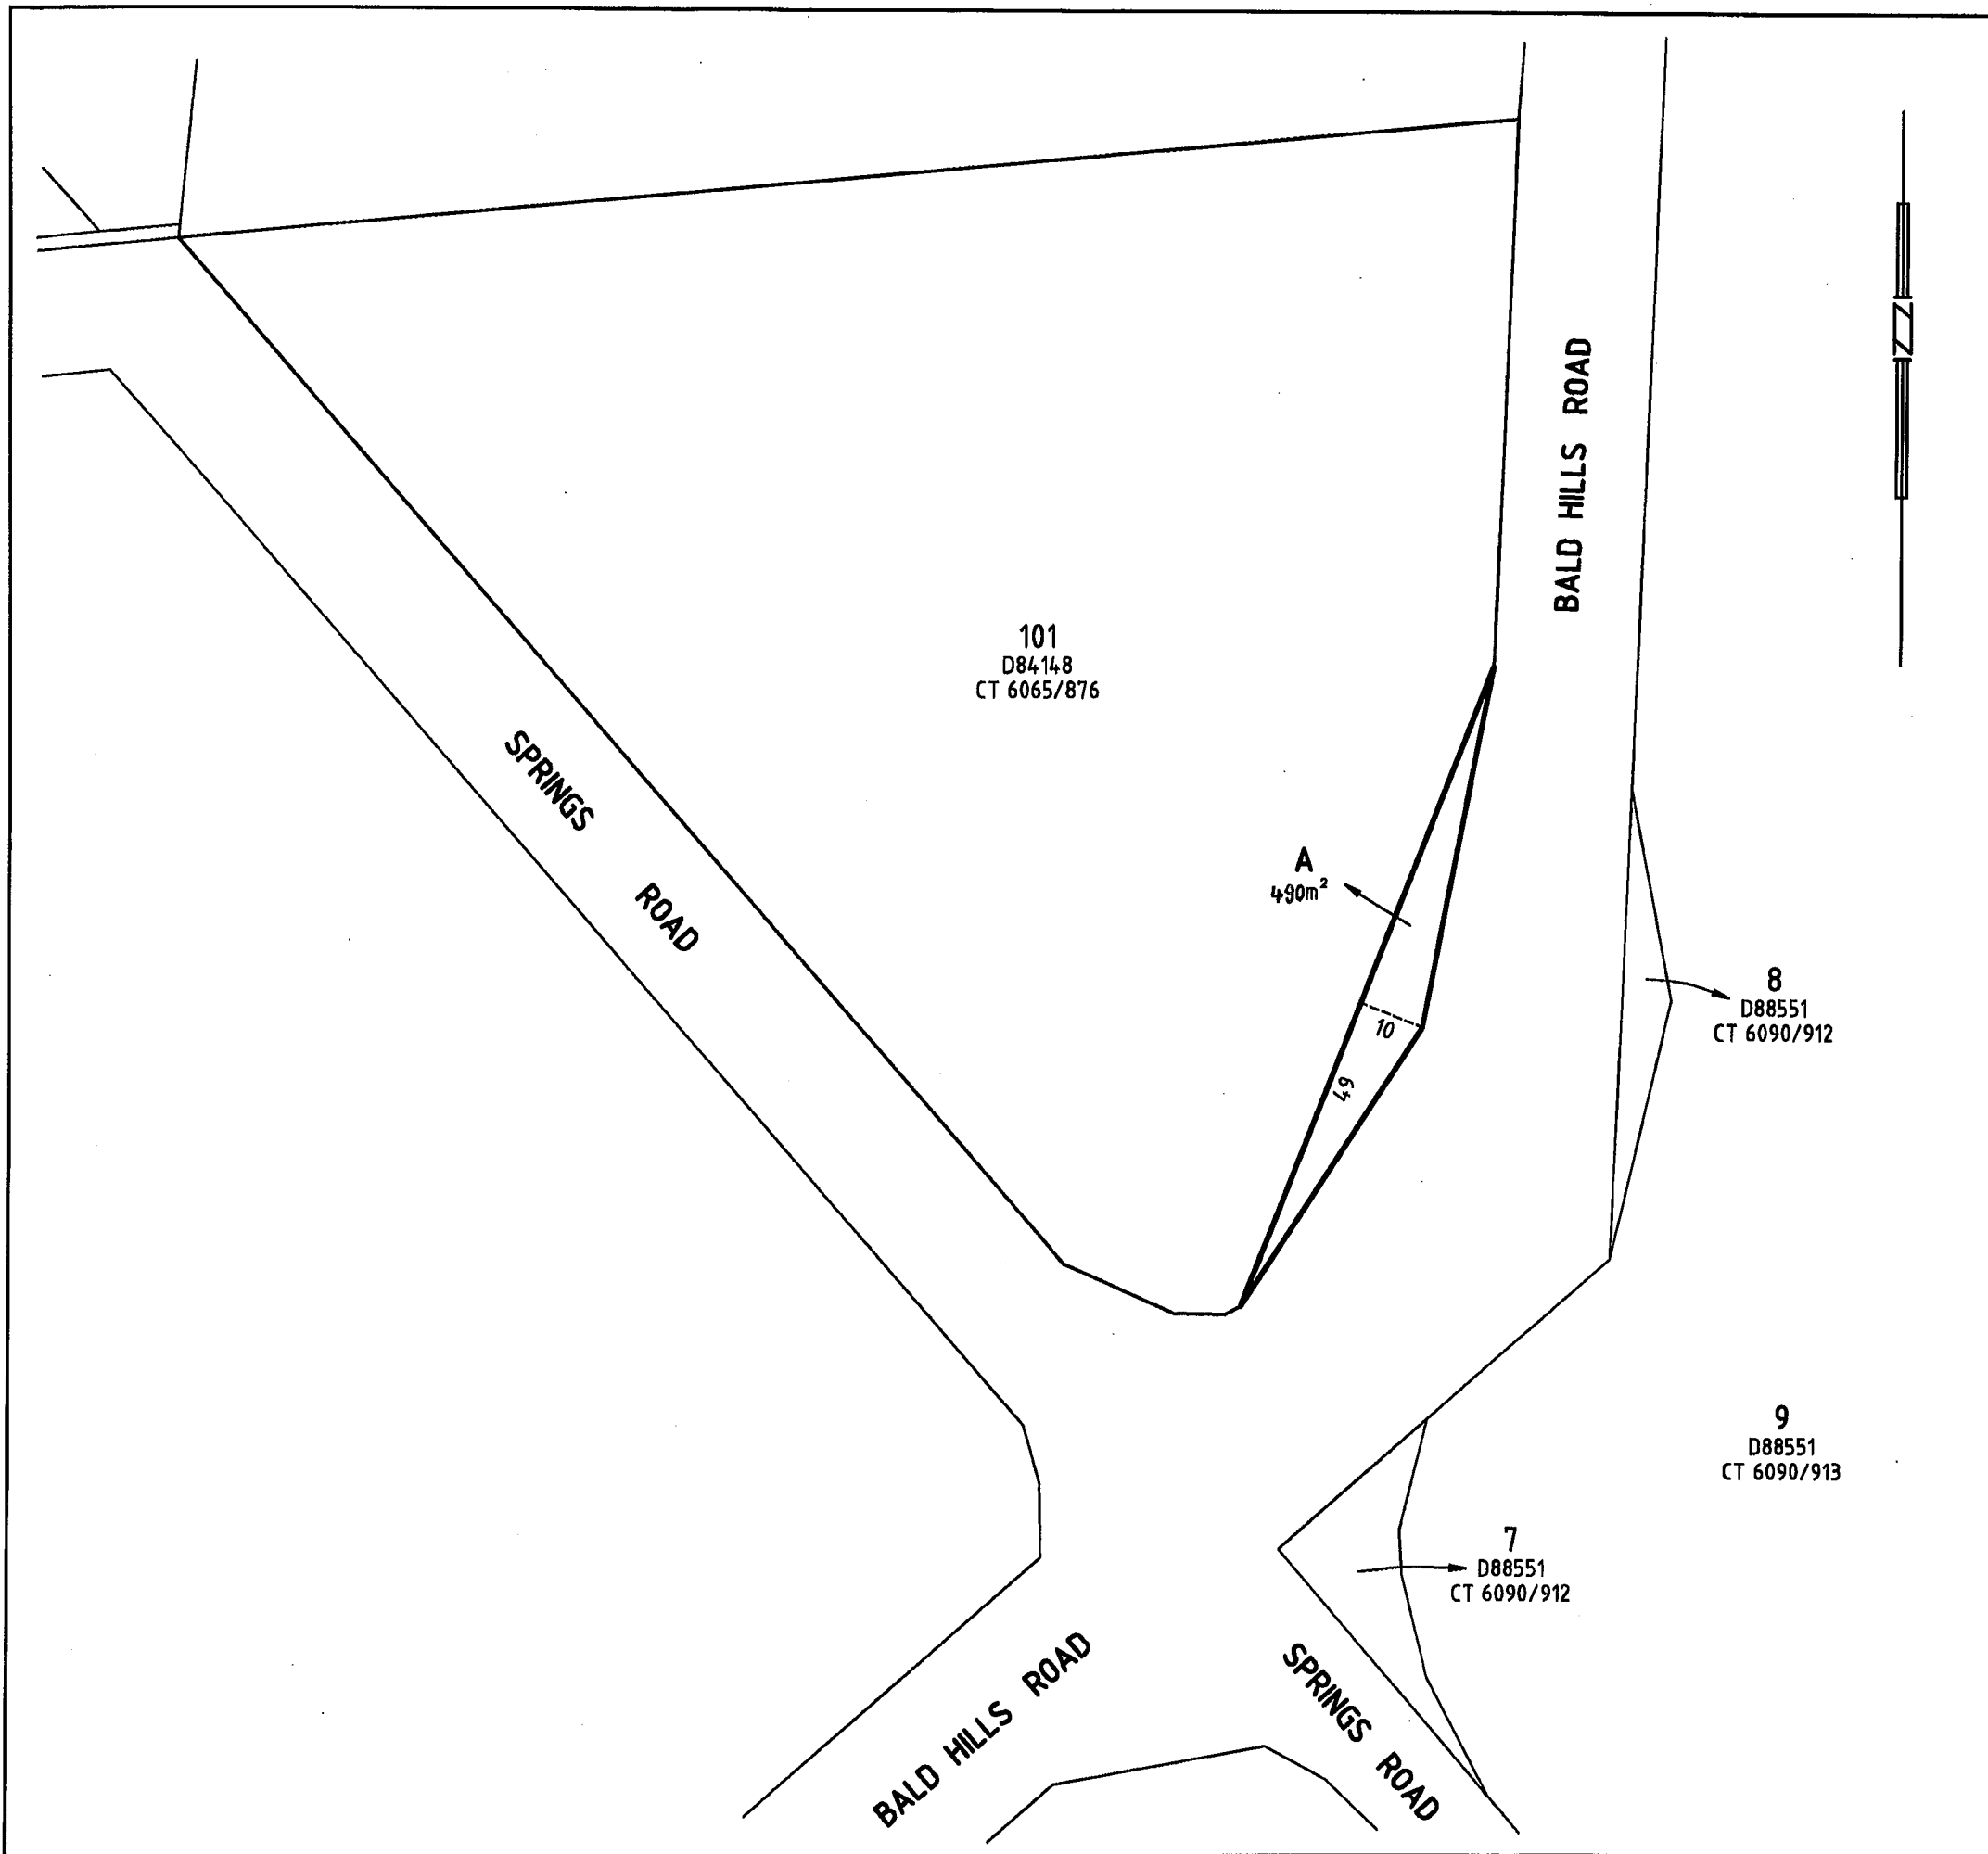 BALD HILLS ROAD
101
D84148
CT 6065/876
SPRINGS
ROAD
A
490m²
10
49
8
D88551
CT 6090/912
9
D88551
CT 6090/913
7
D88551
CT 6090/912
BALD HILLS ROAD
SPRINGS ROAD